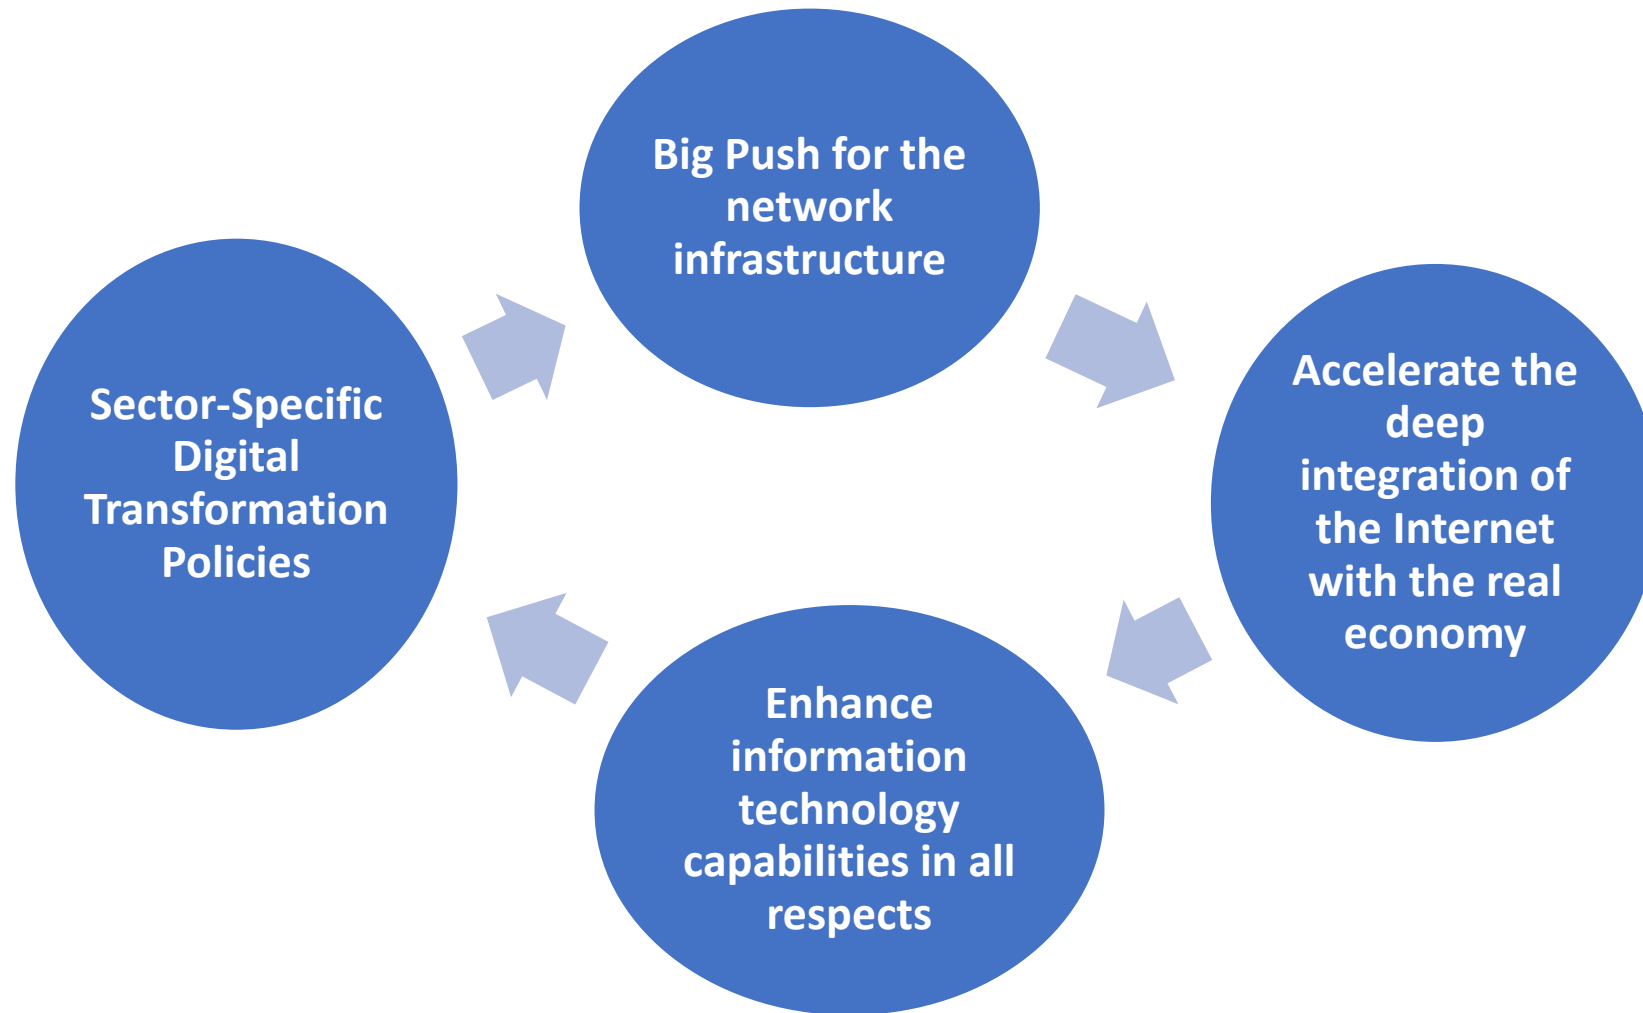 Big Push for the
network
infrastructure
Accelerate the
deep
integration of
the Internet
with the real
economy
Enhance
information
technology
capabilities in all
respects
Sector-Specific
Digital
Transformation
Policies